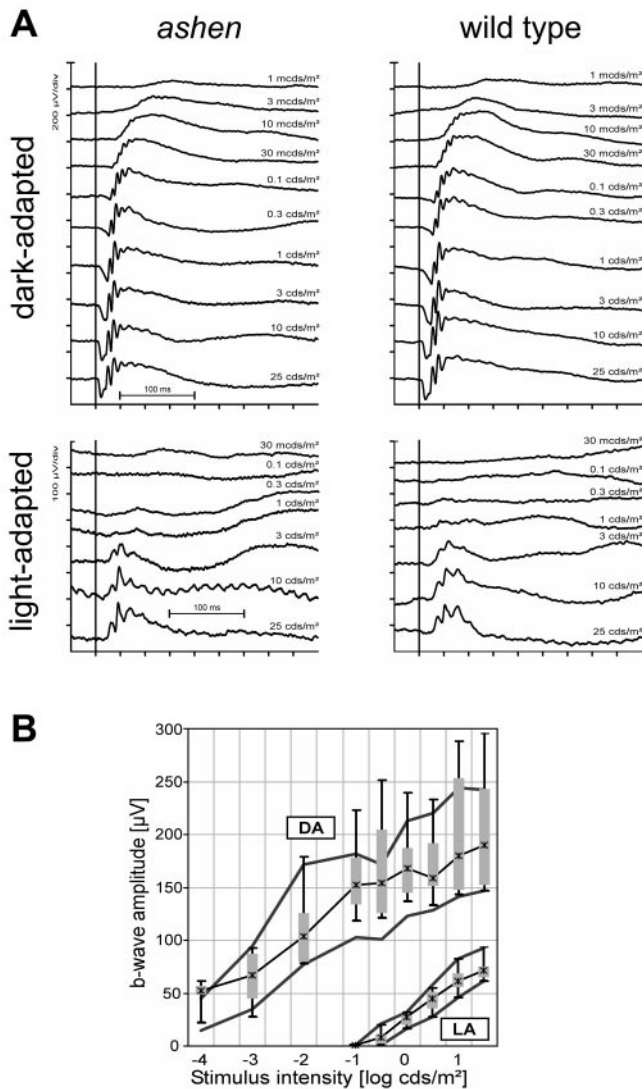 A
ashen
wild type
dark-adapted
200 µV/div
1 mcds/m²
3 mcds/m²
10 mcds/m²
30 mcds/m²
0.1 cds/m²
0.3 cds/m²
1 cds/m²
3 cds/m²
10 cds/m²
25 cds/m²
100 ms
1 mcds/m²
3 mcds/m²
10 mcds/m²
30 mcds/m²
0.1 cds/m²
0.3 cds/m²
1 cds/m²
3 cds/m²
10 cds/m²
25 cds/m²
light-adapted
100 µV/div
30 mcds/m²
0.1 cds/m²
0.3 cds/m²
1 cds/m²
3 cds/m²
10 cds/m²
100 ms
25 cds/m²
30 mcds/m²
0.1 cds/m²
0.3 cds/m²
1 cds/m²
3 cds/m²
10 cds/m²
25 cds/m²
B
b-wave amplitude [µV]
300
250
200
150
100
50
0
DA
LA
-4 -3 -2 -1 0 1
Stimulus intensity [log cds/m²]